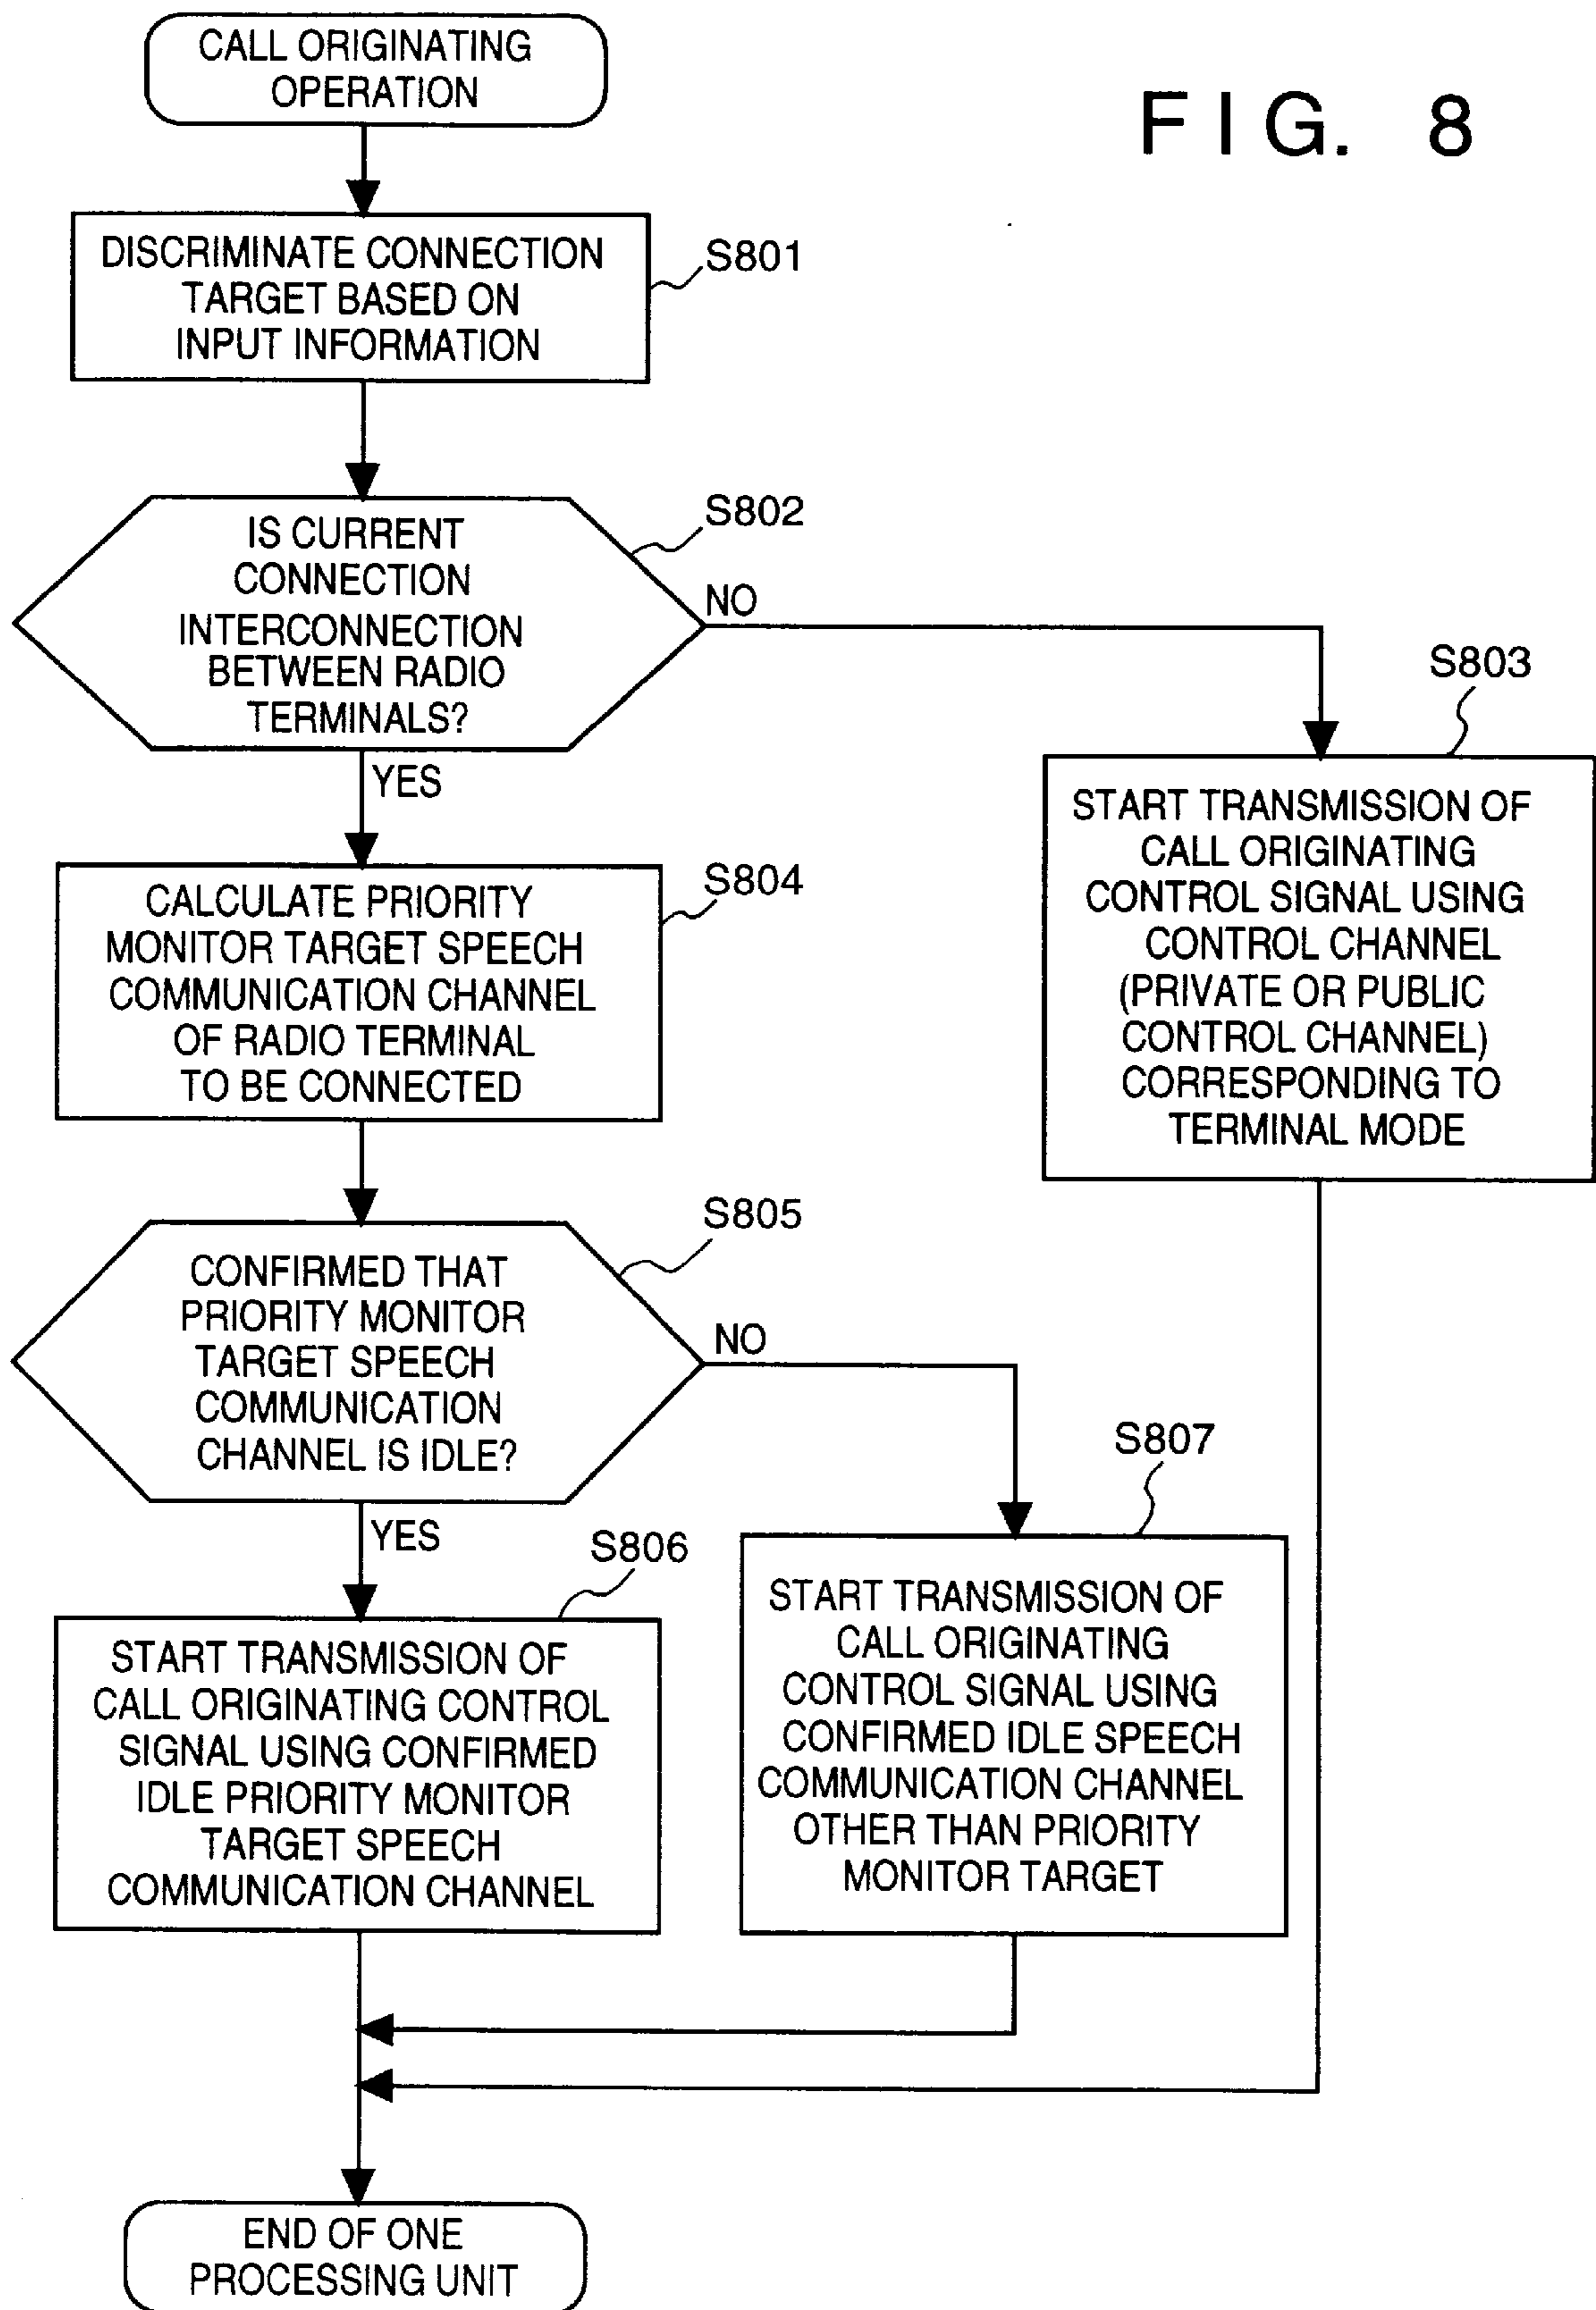 CALL ORIGINATING
OPERATION
FIG. 8
DISCRIMINATE CONNECTION
TARGET BASED ON
INPUT INFORMATION
S801
IS CURRENT
CONNECTION
INTERCONNECTION
BETWEEN RADIO
TERMINALS?
S802
NO
YES
S803
START TRANSMISSION OF
CALL ORIGINATING
CONTROL SIGNAL USING
CONTROL CHANNEL
(PRIVATE OR PUBLIC
CONTROL CHANNEL)
CORRESPONDING TO
TERMINAL MODE
CALCULATE PRIORITY
MONITOR TARGET SPEECH
COMMUNICATION CHANNEL
OF RADIO TERMINAL
TO BE CONNECTED
S804
CONFIRMED THAT
PRIORITY MONITOR
TARGET SPEECH
COMMUNICATION
CHANNEL IS IDLE?
S805
NO
YES
S806
START TRANSMISSION OF
CALL ORIGINATING CONTROL
SIGNAL USING CONFIRMED
IDLE PRIORITY MONITOR
TARGET SPEECH
COMMUNICATION CHANNEL
S807
START TRANSMISSION OF
CALL ORIGINATING
CONTROL SIGNAL USING
CONFIRMED IDLE SPEECH
COMMUNICATION CHANNEL
OTHER THAN PRIORITY
MONITOR TARGET
END OF ONE
PROCESSING UNIT